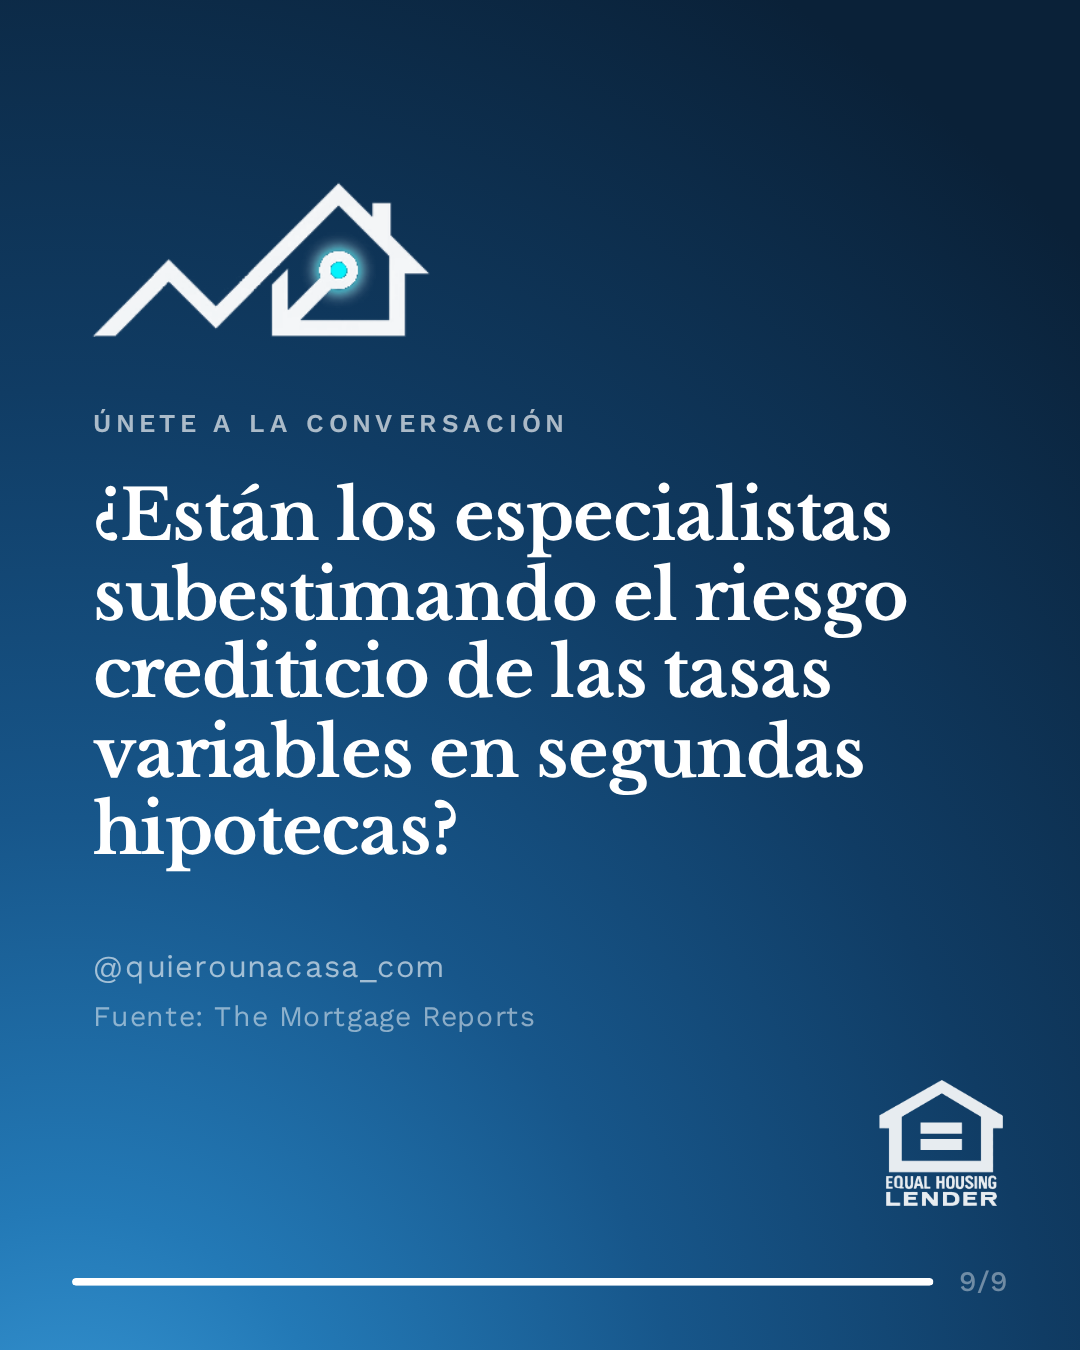 ÚNETE A LA CONVERSACIÓN
¿Están los especialistas
subestimando el riesgo
crediticio de las tasas
variables en segundas
hipotecas?
@quierounacasa_com
Fuente: The Mortgage Reports
EQUAL HOUSING
LENDER
9/9